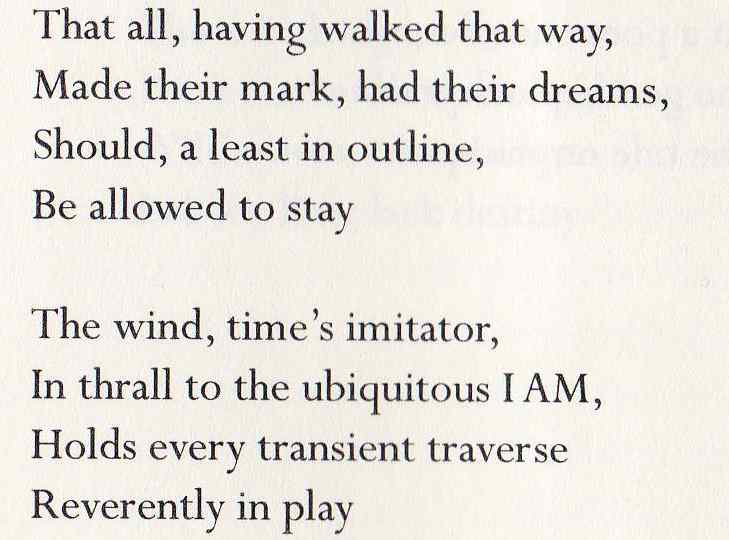 That all, having walked that way,
Made their mark, had their dreams,
Should, a least in outline,
Be allowed to stay
The wind, time's imitator,
In thrall to the ubiquitous I AM,
Holds every transient traverse
Reverently in play